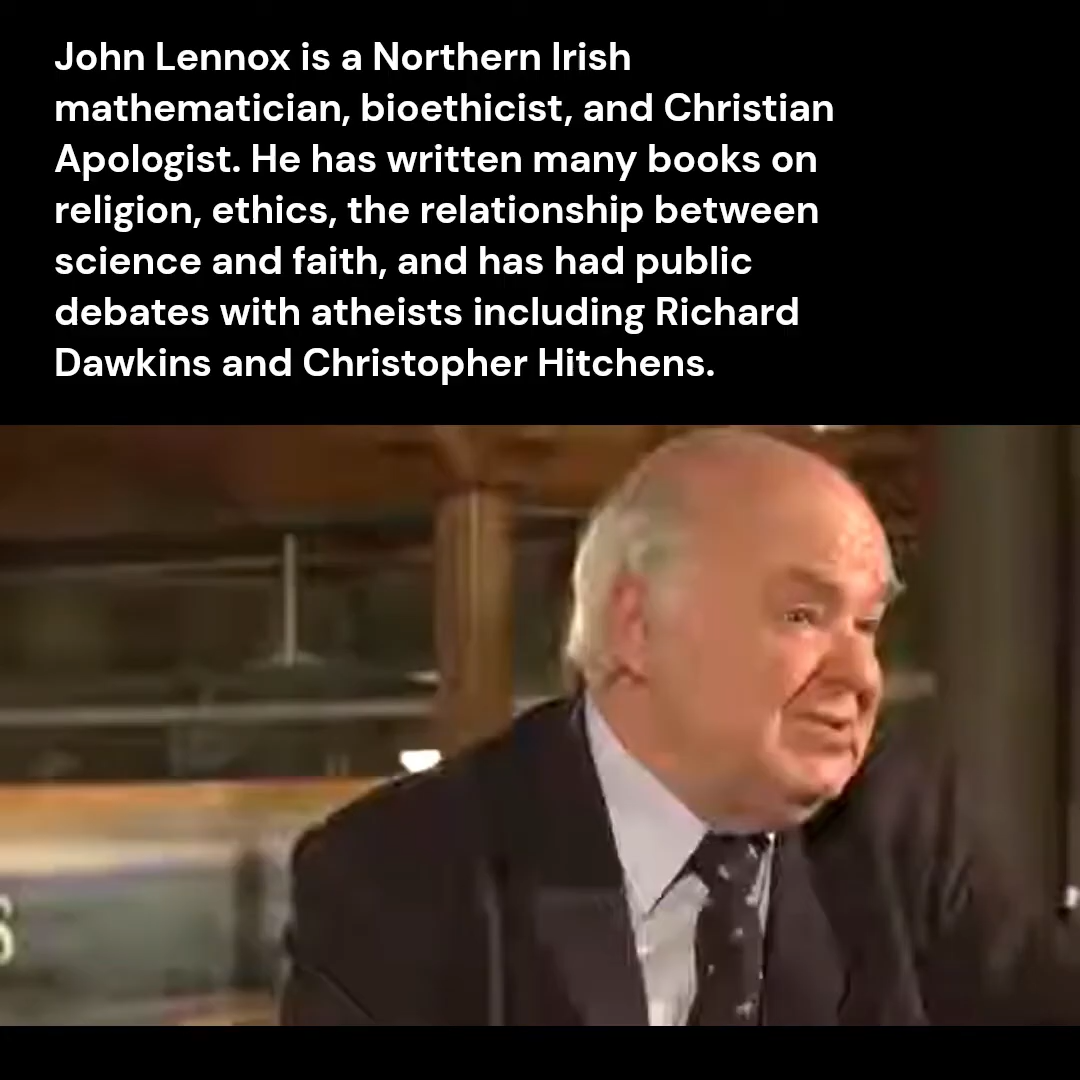 John Lennox is a Northern Irish
mathematician, bioethicist, and Christian
Apologist. He has written many books on
religion, ethics, the relationship between
science and faith, and has had public
debates with atheists including Richard
Dawkins and Christopher Hitchens.